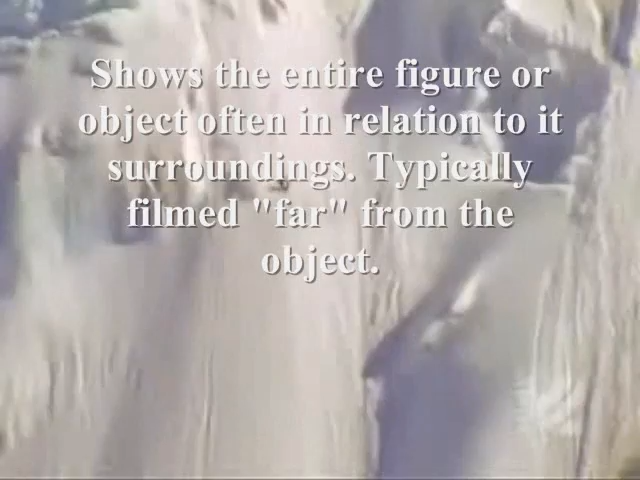 Shows the entire figure or
object often in relation to it
surroundings. Typically
filmed "far" from the
object.